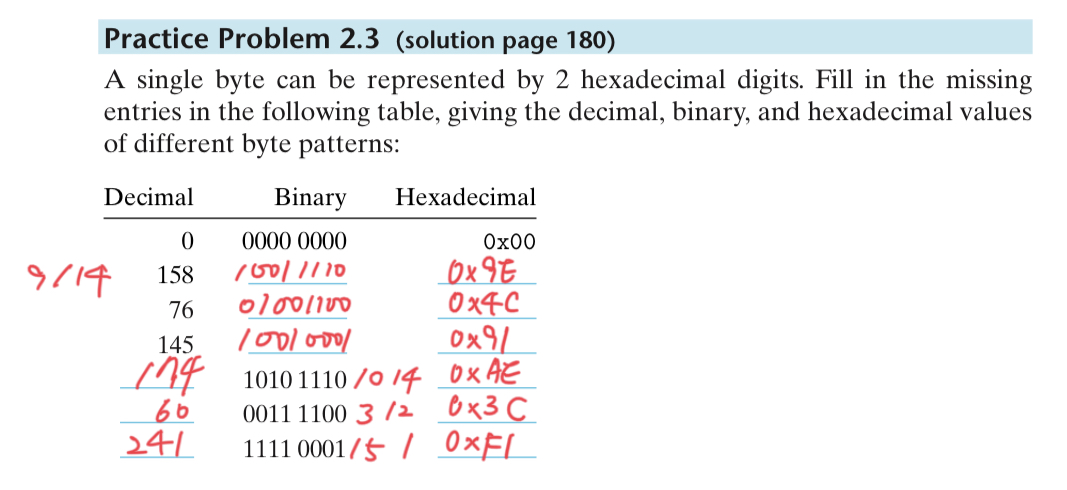 Practice Problem 2.3 (solution page 180)
A single byte can be represented by 2 hexadecimal digits. Fill in the missing
entries in the following table, giving the decimal, binary, and hexadecimal values
of different byte patterns:
Decimal Binary Hexadecimal
0 0000 0000 0x00
9/14 158 1001 1110 0x9E
76 01001100 0x4C
145 1001 0001 0x91
174 1010 1110 10 14 0xAE
60 0011 1100 3 12 0x3C
241 1111 0001 15 1 0xF1